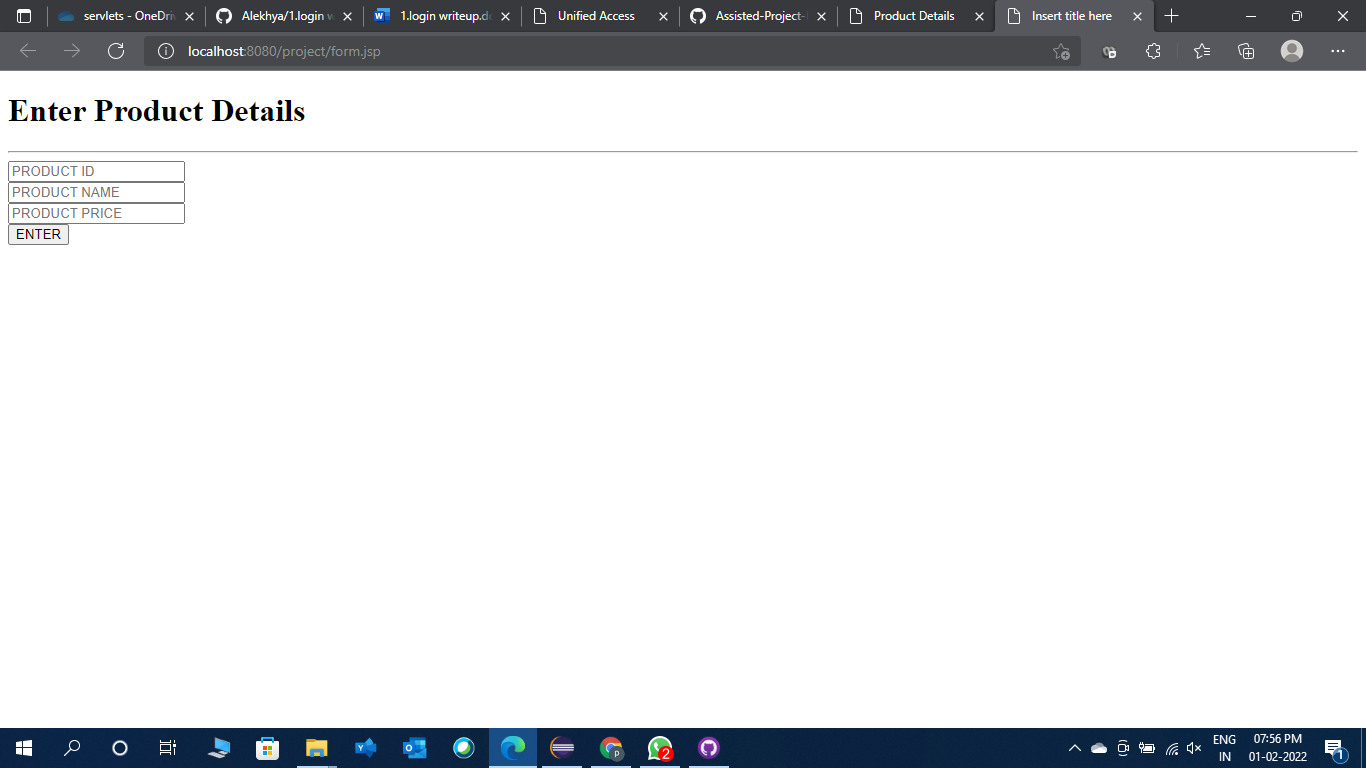 servlets - OneDri
Alekhya/1.login w
1.login writeup.d
Unified Access
Assisted-Project-
Product Details
Insert title here
localhost:8080/project/form.jsp
Enter Product Details
PRODUCT ID
PRODUCT NAME
PRODUCT PRICE
ENTER
2
ENG
IN
07:56 PM
01-02-2022
1